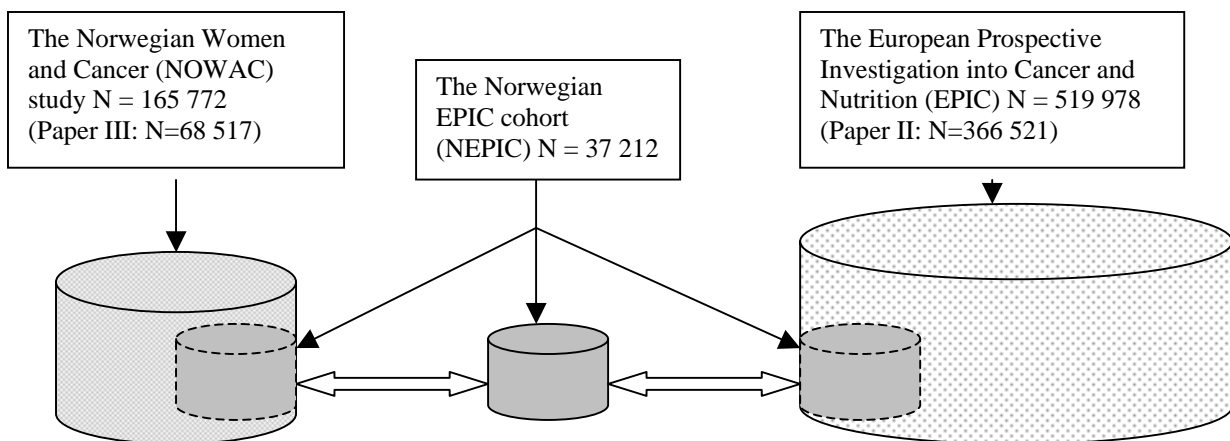 The Norwegian Women
and Cancer (NOWAC)
study N = 165 772
(Paper III: N=68 517)
The Norwegian
EPIC cohort
(NEPIC) N = 37 212
The European Prospective
Investigation into Cancer and
Nutrition (EPIC) N = 519 978
(Paper II: N=366 521)